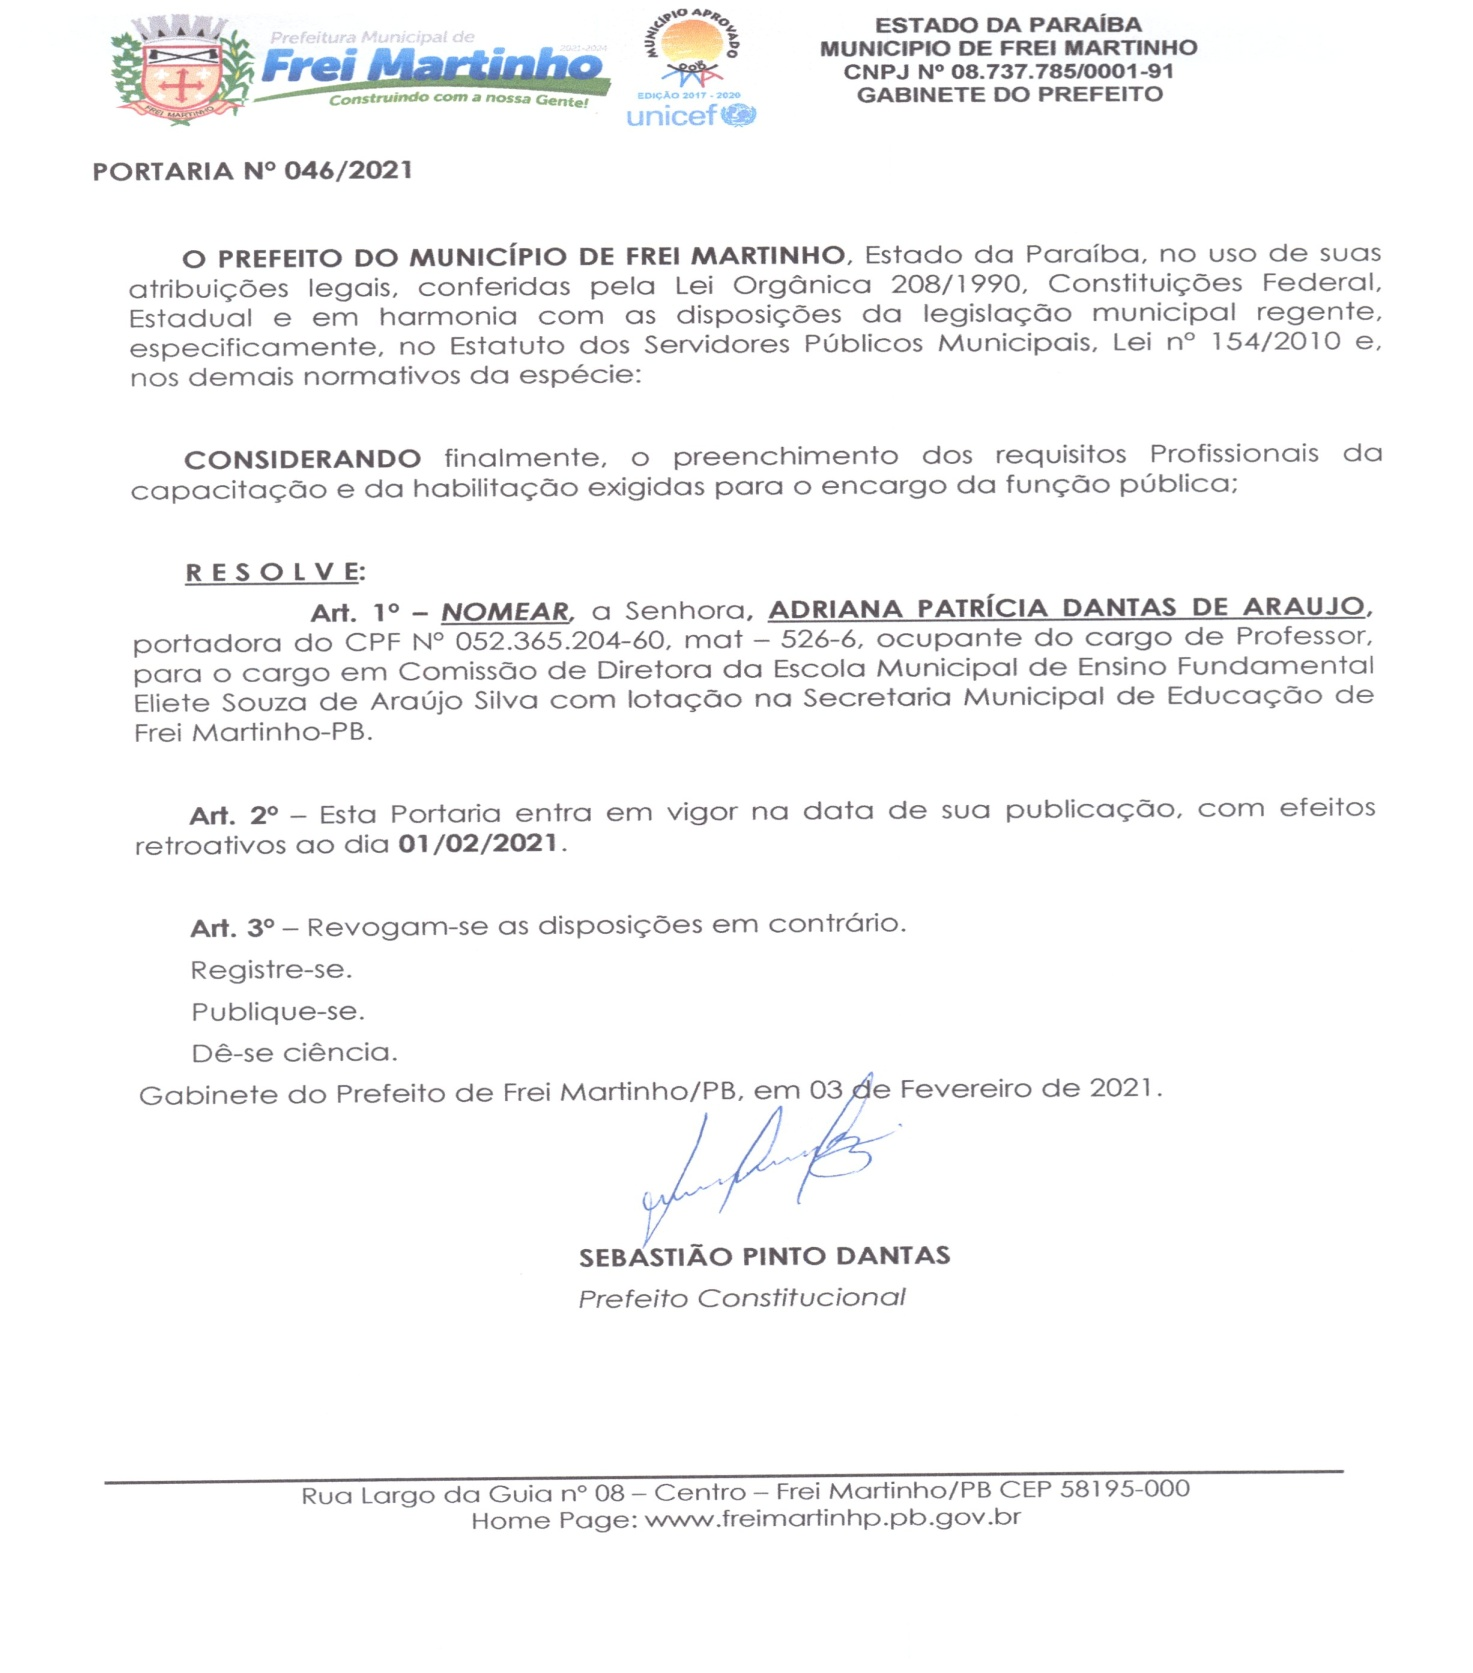 Prefeitura Municipal de
2021-2024
Frei Martinho
Construindo com a nossa Gente!
FREI MARTINHO
MUNICÍPIO APROVADO
EDIÇÃO 2017 - 2020
unicef
ESTADO DA PARAÍBA
MUNICIPIO DE FREI MARTINHO
CNPJ Nº 08.737.785/0001-91
GABINETE DO PREFEITO
PORTARIA Nº 046/2021
O PREFEITO DO MUNICÍPIO DE FREI MARTINHO, Estado da Paraíba, no uso de suas
atribuições legais, conferidas pela Lei Orgânica 208/1990, Constituições Federal,
Estadual e em harmonia com as disposições da legislação municipal regente,
especificamente, no Estatuto dos Servidores Públicos Municipais, Lei nº 154/2010 e,
nos demais normativos da espécie:
CONSIDERANDO finalmente, o preenchimento dos requisitos Profissionais da
capacitação e da habilitação exigidas para o encargo da função pública;
R E S O L V E:
Art. 1º – NOMEAR, a Senhora, ADRIANA PATRÍCIA DANTAS DE ARAUJO,
portadora do CPF Nº 052.365.204-60, mat – 526-6, ocupante do cargo de Professor,
para o cargo em Comissão de Diretora da Escola Municipal de Ensino Fundamental
Eliete Souza de Araújo Silva com lotação na Secretaria Municipal de Educação de
Frei Martinho-PB.
Art. 2º – Esta Portaria entra em vigor na data de sua publicação, com efeitos
retroativos ao dia 01/02/2021.
Art. 3º – Revogam-se as disposições em contrário.
Registre-se.
Publique-se.
Dê-se ciência.
Gabinete do Prefeito de Frei Martinho/PB, em 03 de Fevereiro de 2021.
SEBASTIÃO PINTO DANTAS
Prefeito Constitucional
Rua Largo da Guia nº 08 – Centro – Frei Martinho/PB CEP 58195-000
Home Page: www.freimartinhp.pb.gov.br